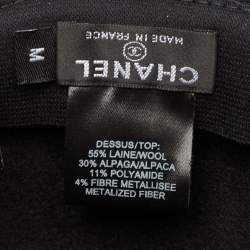 M
CHANEL
MADE IN FRANCE
DESSUS/TOP:
55% LAINE/WOOL
30% ALPAGA/ALPACA
11% POLYAMIDE
4% FIBRE METALLISEE
METALIZED FIBER